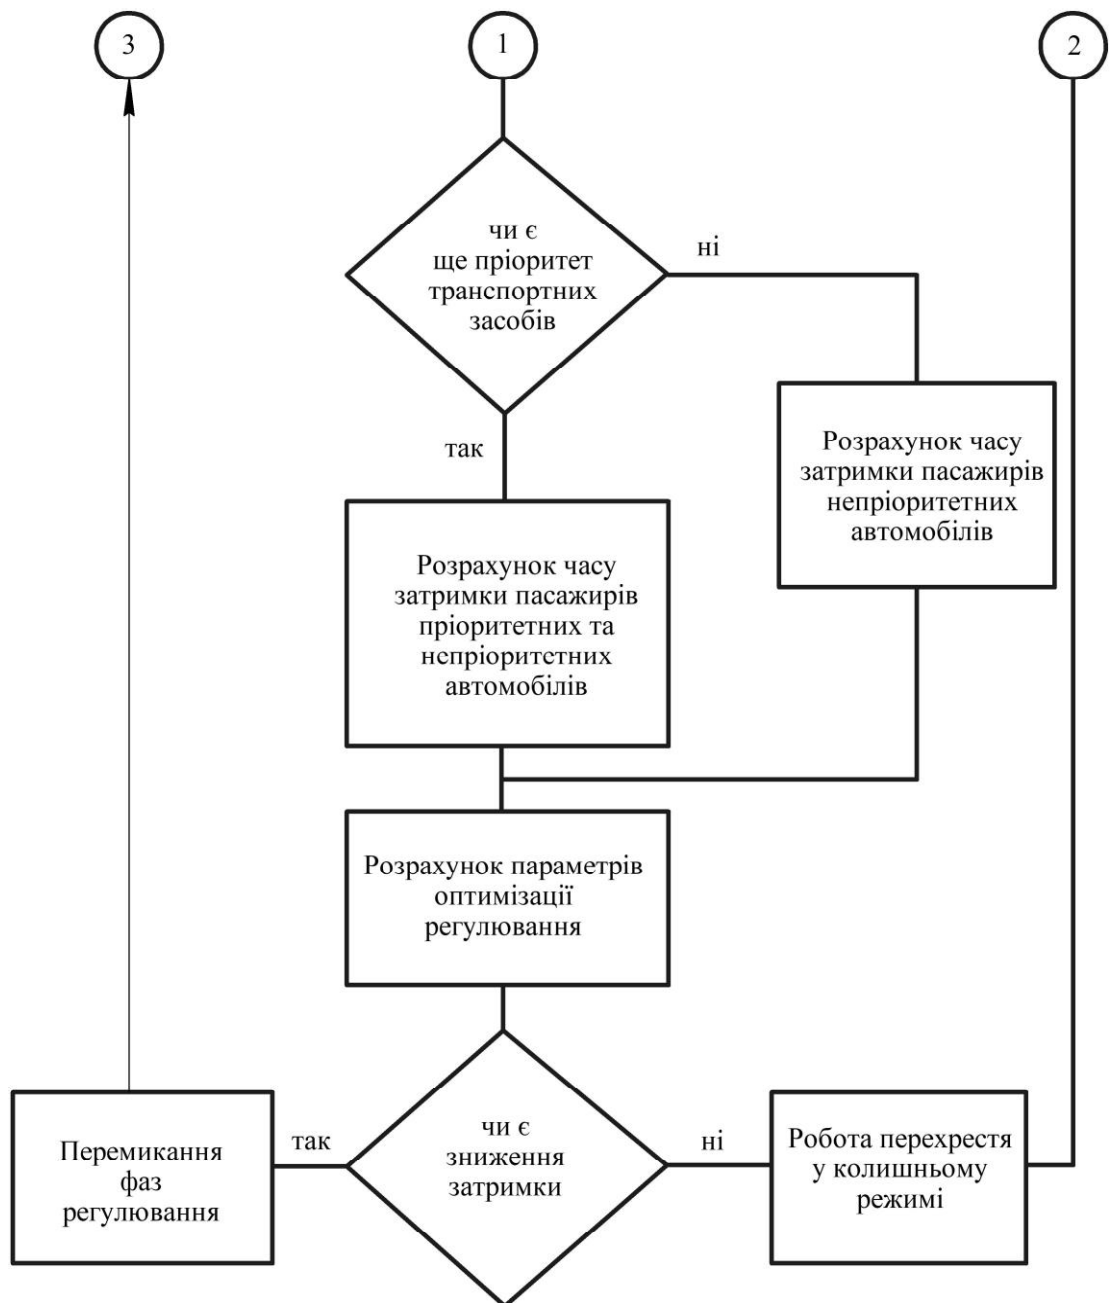 3
1
2
чи є
ще пріоритет
транспортних
засобів
ні
так
Розрахунок часу
затримки пасажирів
непріоритетних
автомобілів
Розрахунок часу
затримки пасажирів
пріоритетних та
непріоритетних
автомобілів
Розрахунок параметрів
оптимізації
регулювання
Перемикання
фаз
регулювання
так
чи є
зниження
затримки
ні
Робота перехрестя
у колишньому
режимі